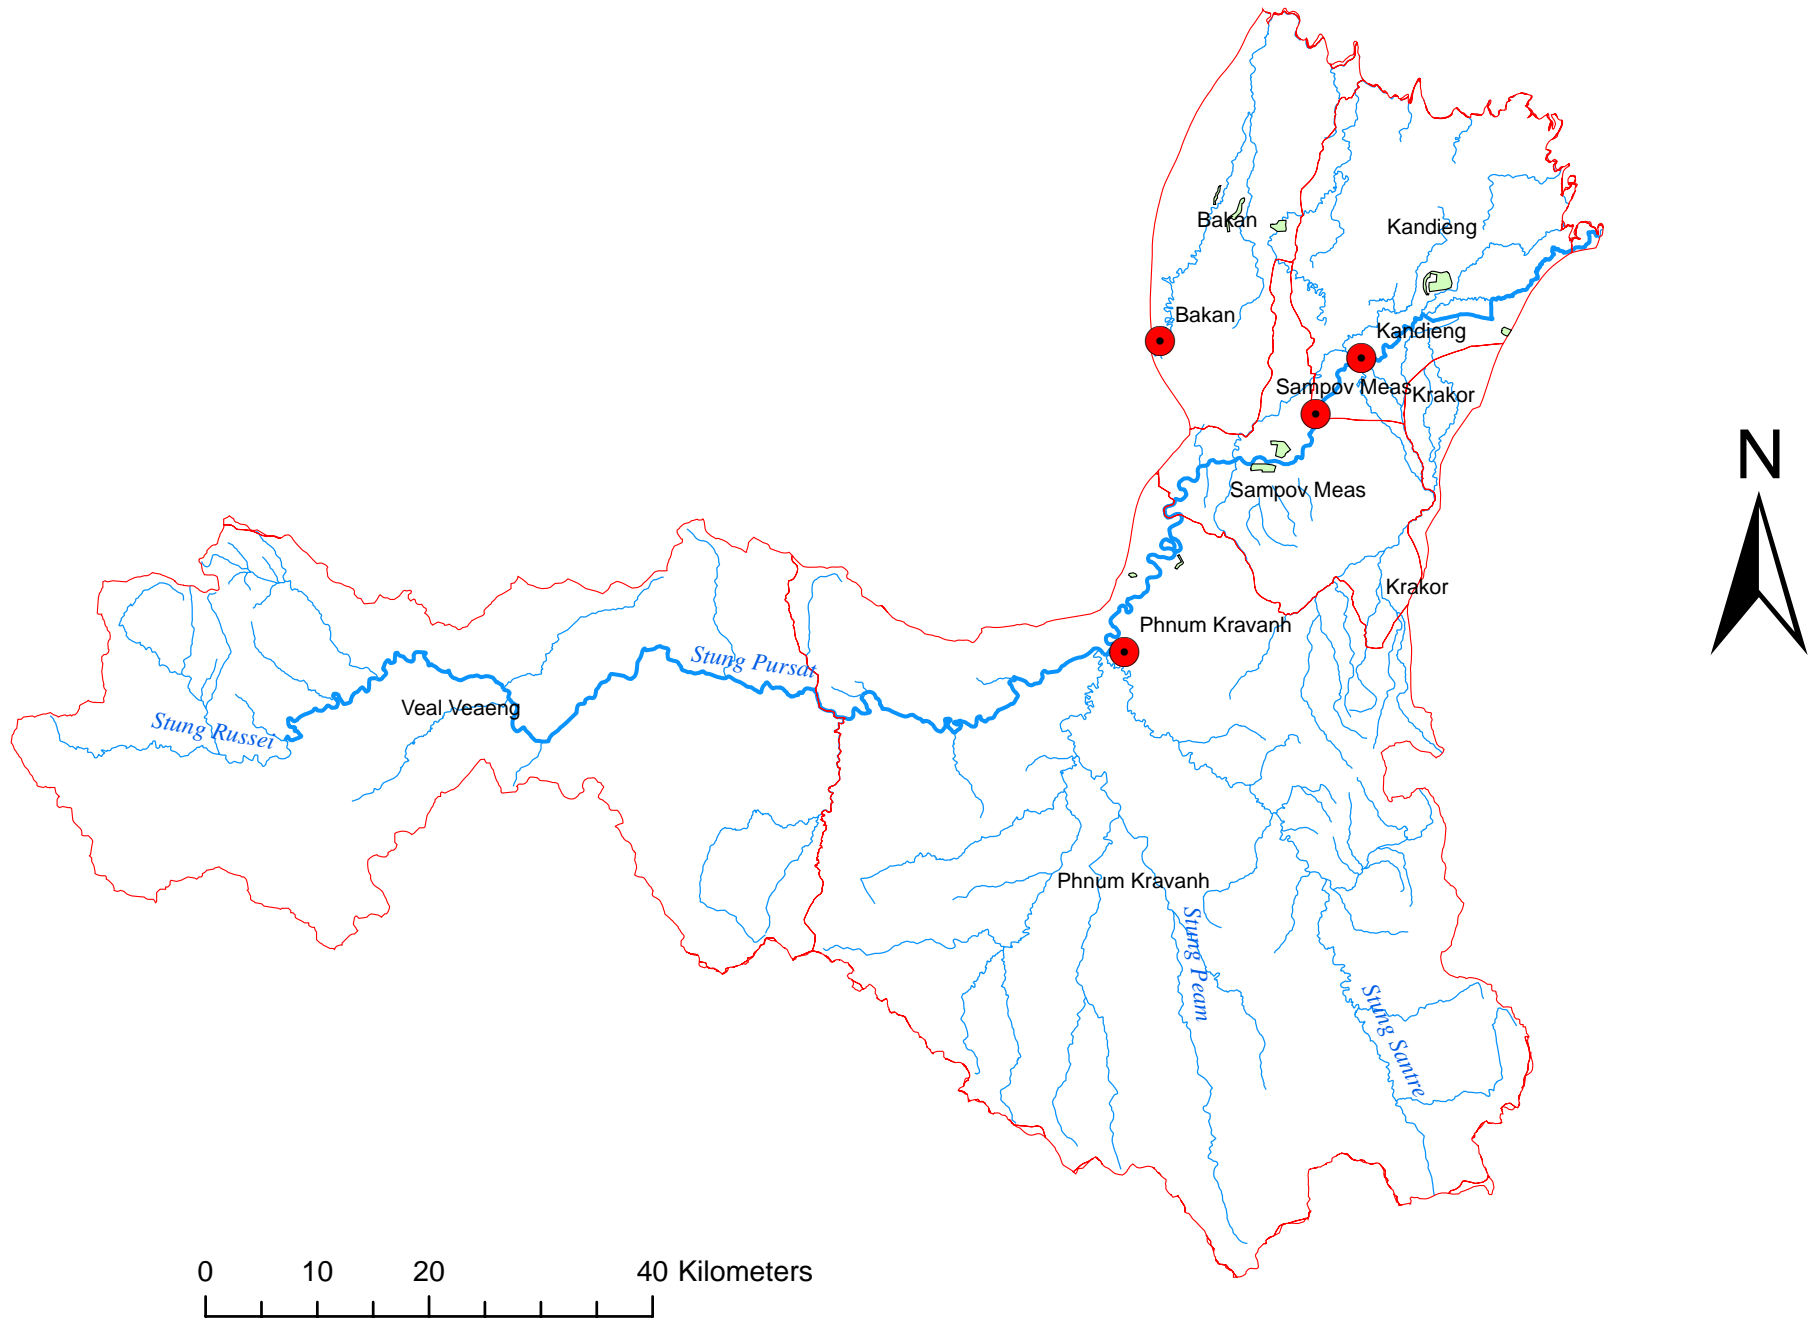 Bakan
Kandieng
Bakan
Kandieng
Sampov Meas
Krakor
N
Sampov Meas
Krakor
Phnum Kravanh
Stung Pursat
Veal Veaeng
Stung Russei
Phnum Kravanh
Stung Peam
Stung Santre
0 10 20 40 Kilometers